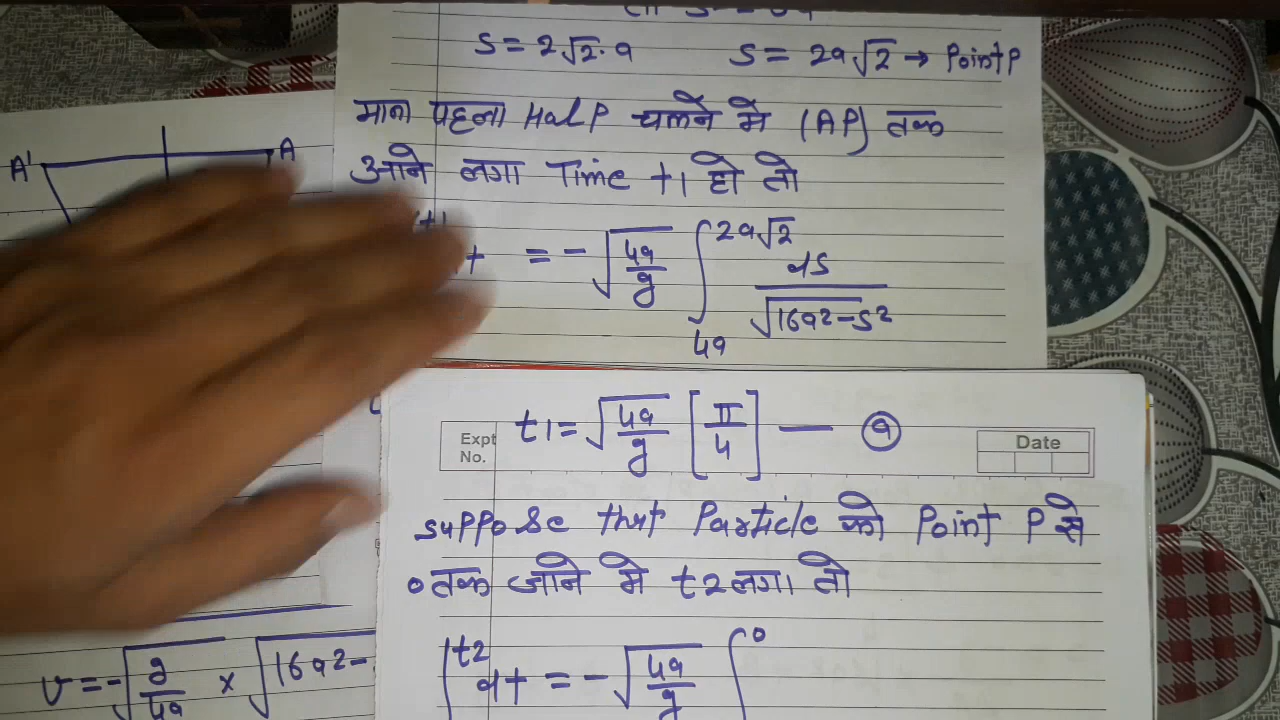 S = 2√2·a    S = 2a√2 → Point P
माना पहला Half चलने मे (AP) तक
आने लगा Time t1 हो तो
= -√(4a/g) ∫ 4a 2a√2 ds/√(16a²-s²)
A' A
Expt No. t1 = √(4a/g) [π/4] — ⓐ Date
suppose that Particle को Point P से
0 तक जाने मे t2 लगा तो
∫ t2 dt = -√(4a/g) ∫ 0
v = -√(g/4a) × √16a²-